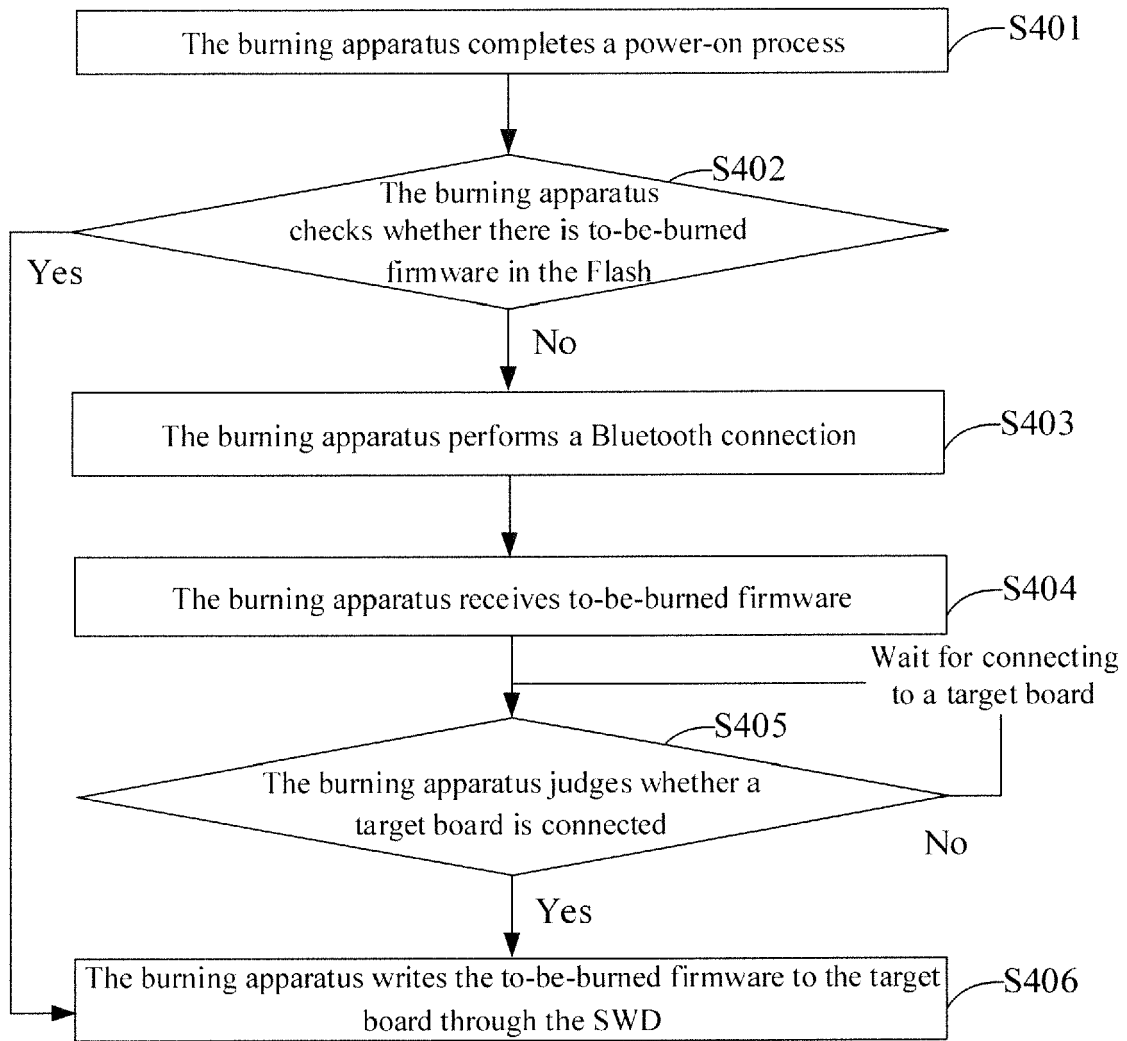 The burning apparatus completes a power-on process
S401
S402
The burning apparatus
checks whether there is to-be-burned
firmware in the Flash
Yes
No
The burning apparatus performs a Bluetooth connection
S403
The burning apparatus receives to-be-burned firmware
S404
Wait for connecting
to a target board
S405
The burning apparatus judges whether a
target board is connected
No
Yes
The burning apparatus writes the to-be-burned firmware to the target
board through the SWD
S406